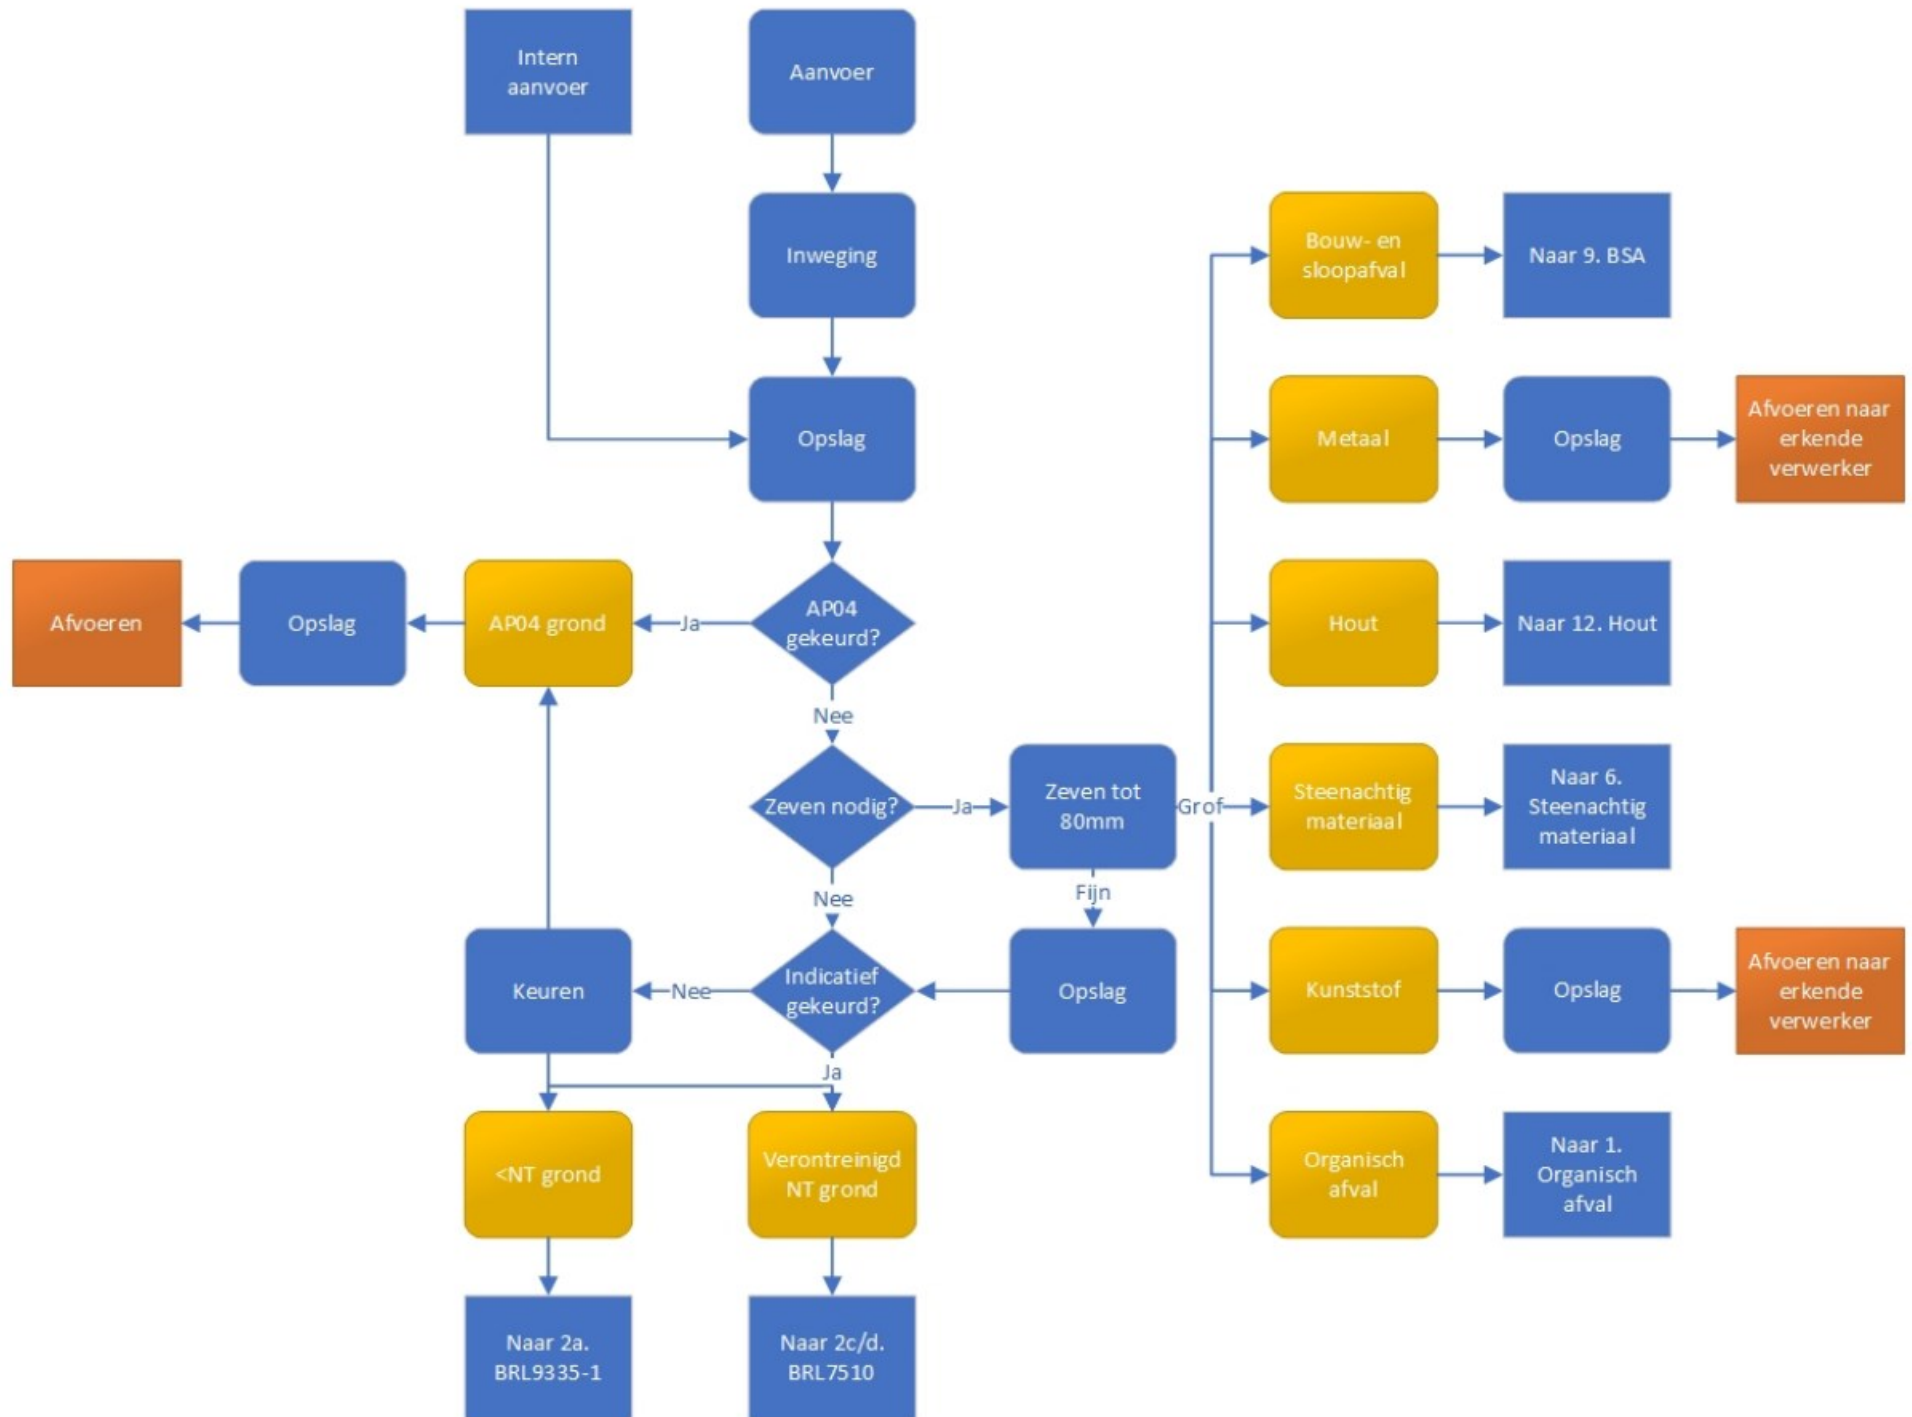 Intern
aanvoer
Aanvoer
Inweging
Bouw- en
sloopafval
Naar 9. BSA
Opslag
Metaal
Opslag
Afvoeren naar
erkende
verwerker
Afvoeren
Opslag
AP04 grond
Ja
AP04
gekeurd?
Hout
Naar 12. Hout
Nee
Zeven nodig?
Ja
Zeven tot
80mm
Grof
Steenachtig
materiaal
Naar 6.
Steenachtig
materiaal
Nee
Fijn
Keuren
Nee
Indicatief
gekeurd?
Opslag
Kunststof
Opslag
Afvoeren naar
erkende
verwerker
Ja
<NT grond
Verontreinigd
NT grond
Organisch
afval
Naar 1.
Organisch
afval
Naar 2a.
BRL9335-1
Naar 2c/d.
BRL7510